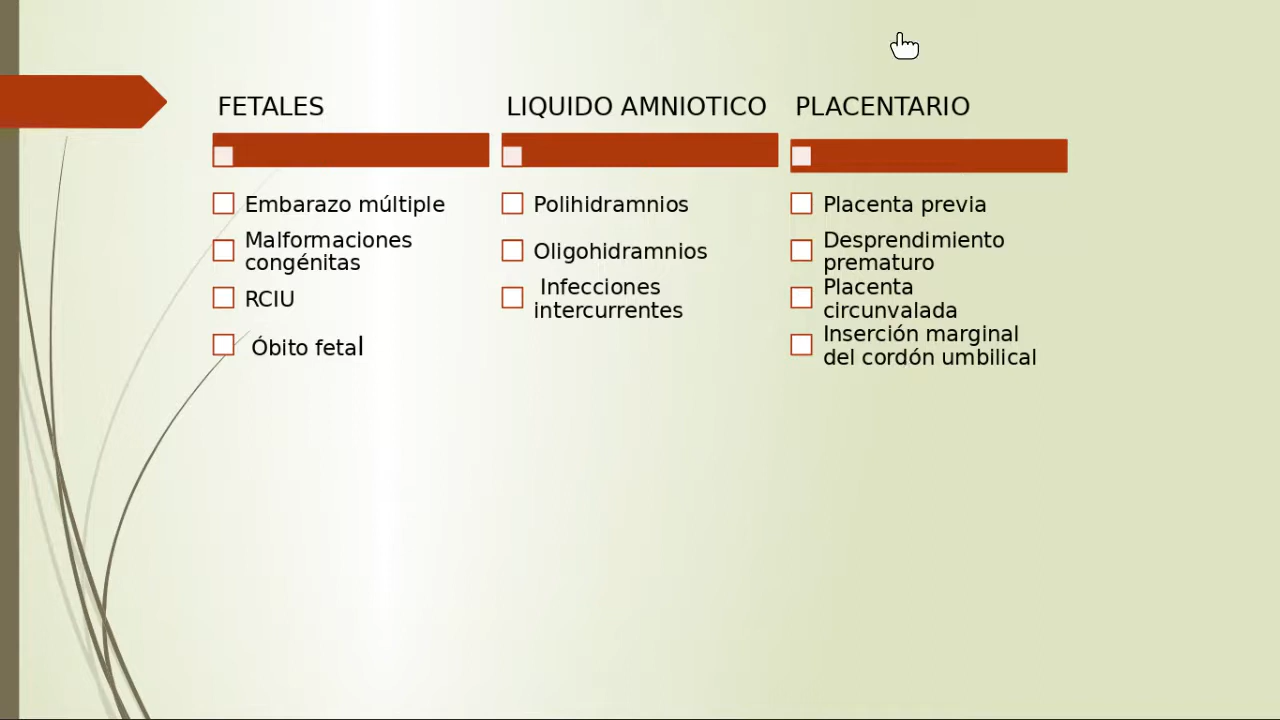 FETALES
Embarazo múltiple
Malformaciones
congénitas
RCIU
Óbito fetal
LIQUIDO AMNIOTICO
Polihidramnios
Oligohidramnios
Infecciones
intercurrentes
PLACENTARIO
Placenta previa
Desprendimiento
prematuro
Placenta
circunvalada
Inserción marginal
del cordón umbilical